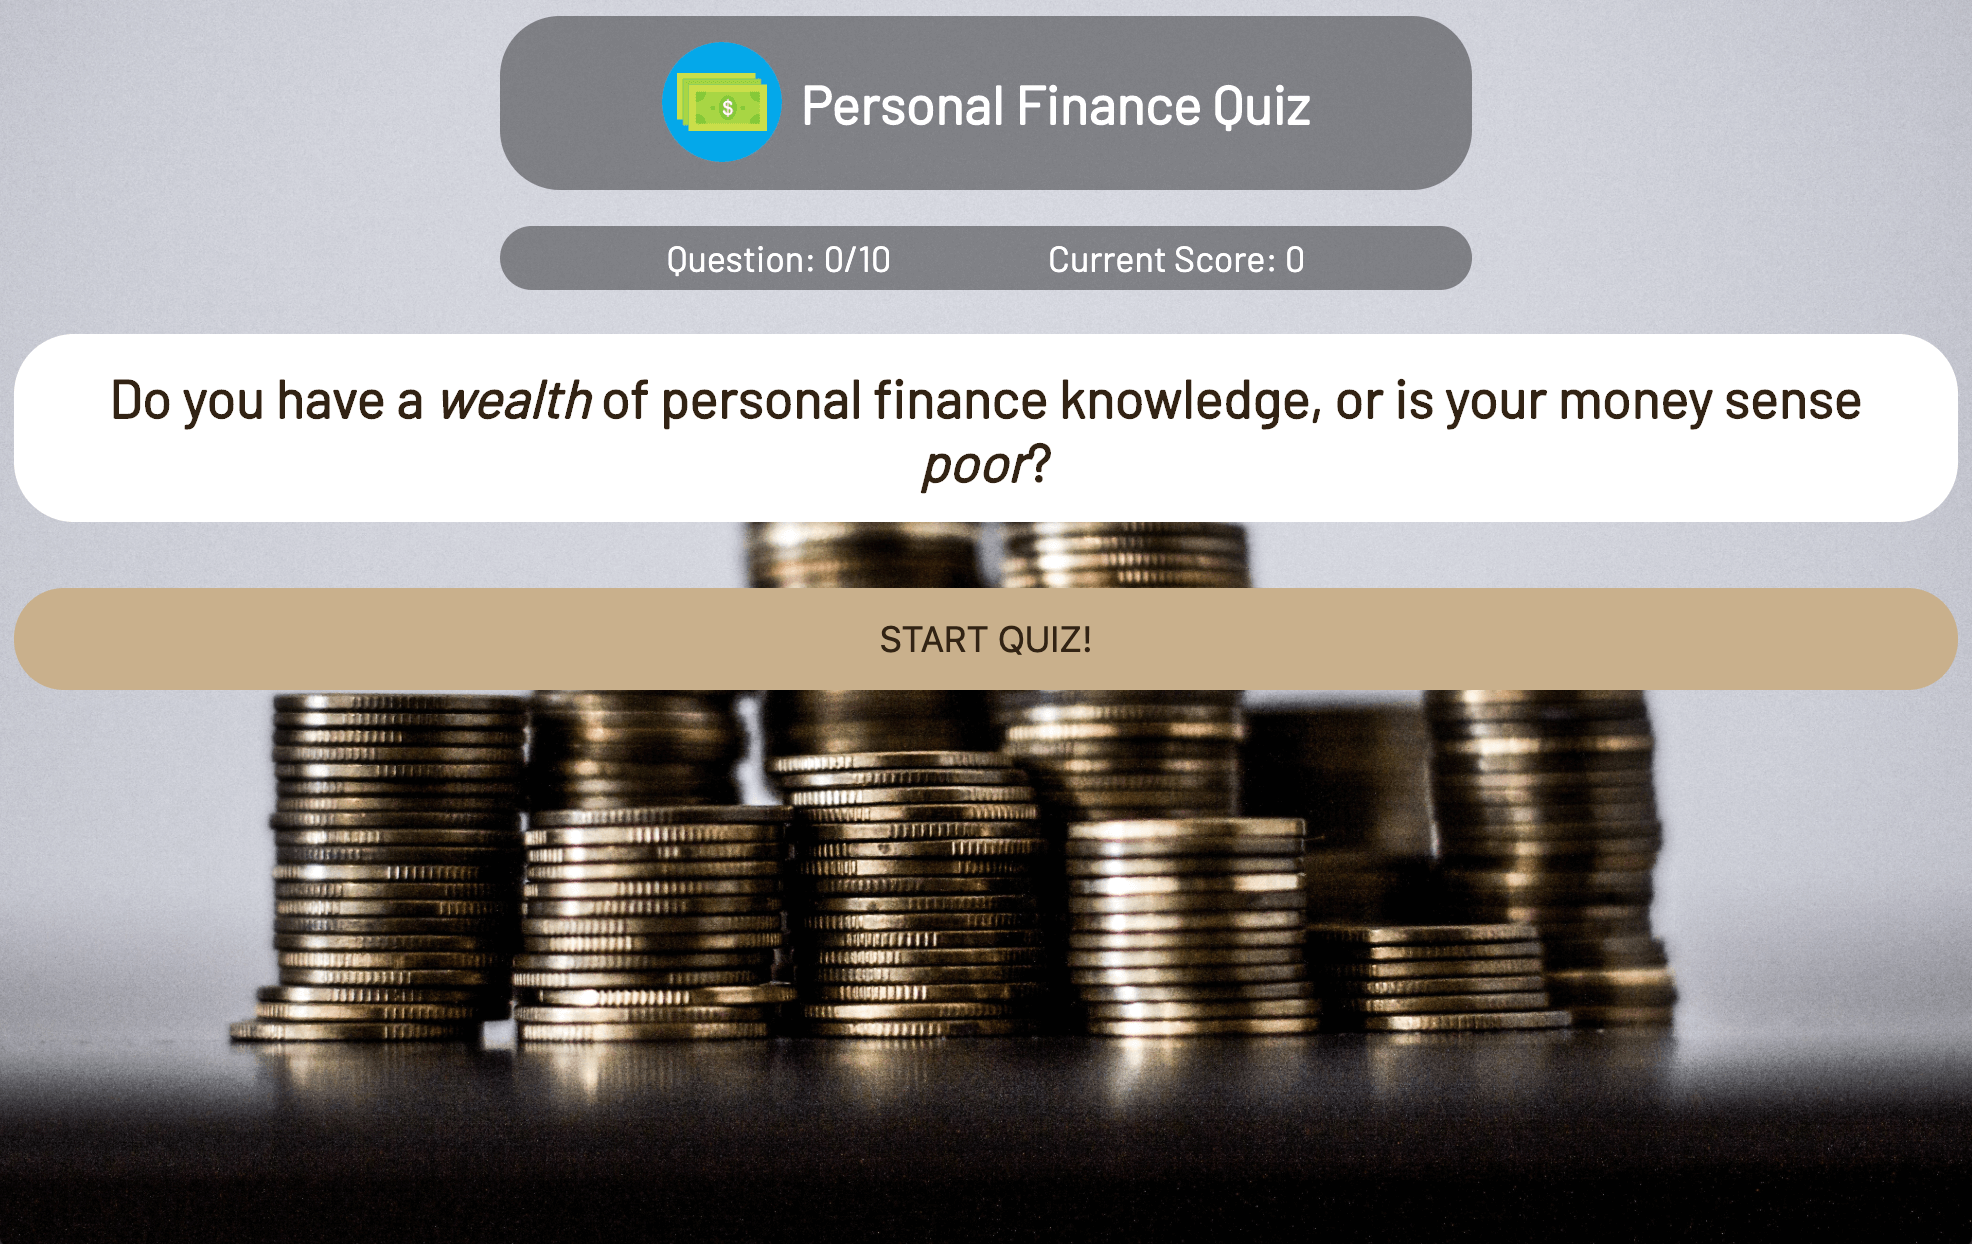 $
Personal Finance Quiz
Question: 0/10 Current Score: 0
Do you have a wealth of personal finance knowledge, or is your money sense
poor?
START QUIZ!